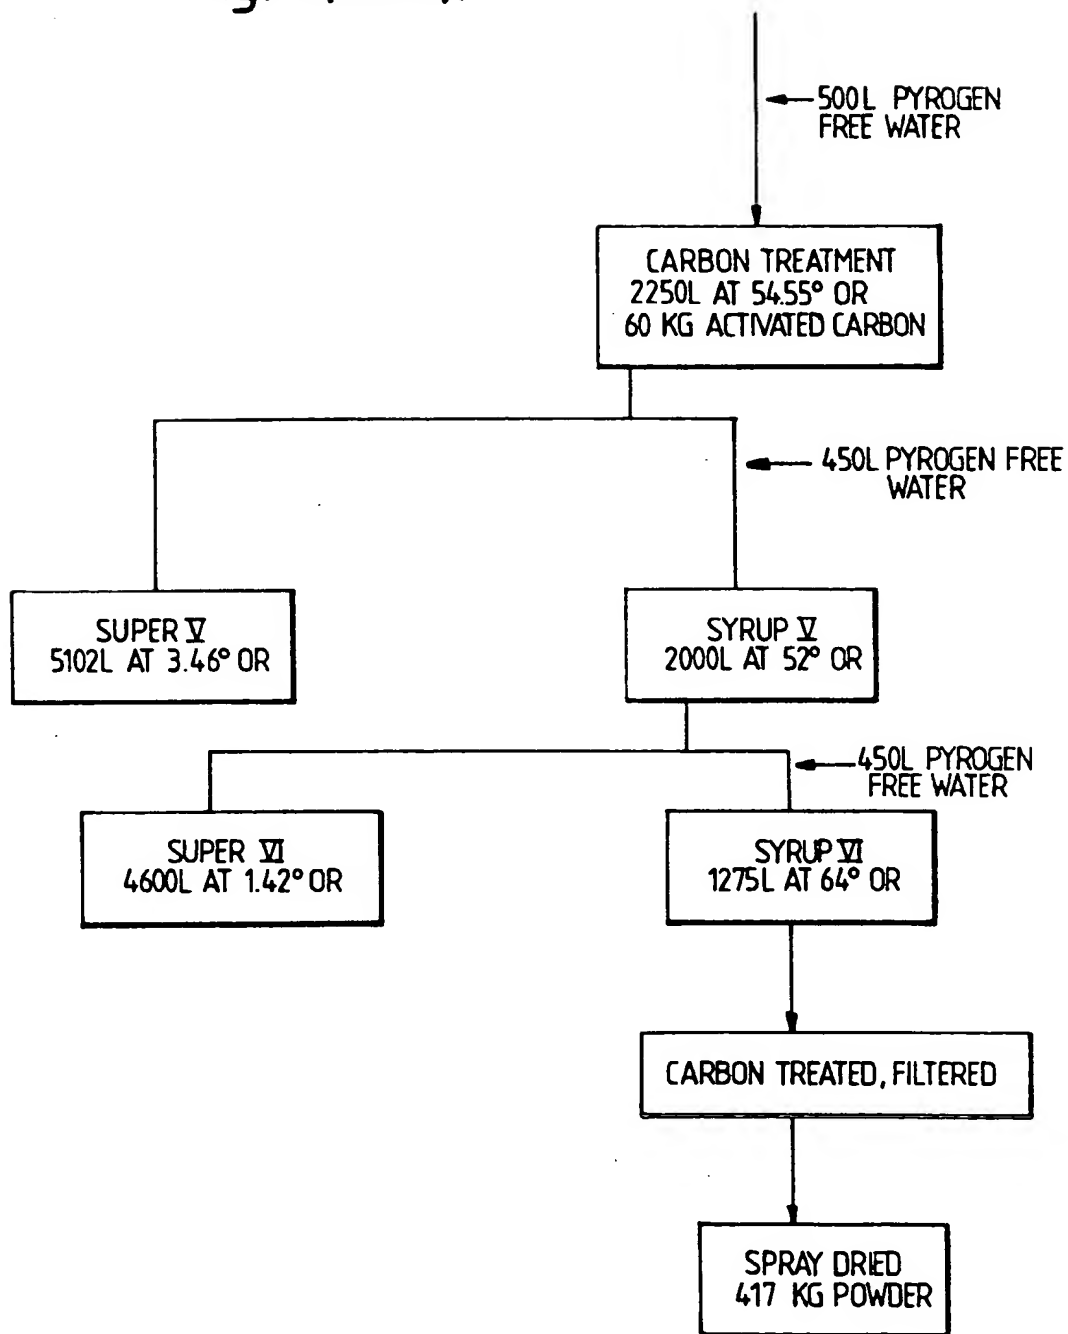 500L PYROGEN
FREE WATER
CARBON TREATMENT
2250L AT 54.55° OR
60 KG ACTIVATED CARBON
450L PYROGEN FREE
WATER
SUPER V
5102L AT 3.46° OR
SYRUP V
2000L AT 52° OR
450L PYROGEN
FREE WATER
SUPER VI
4600L AT 1.42° OR
SYRUP VI
1275L AT 64° OR
CARBON TREATED, FILTERED
SPRAY DRIED
417 KG POWDER